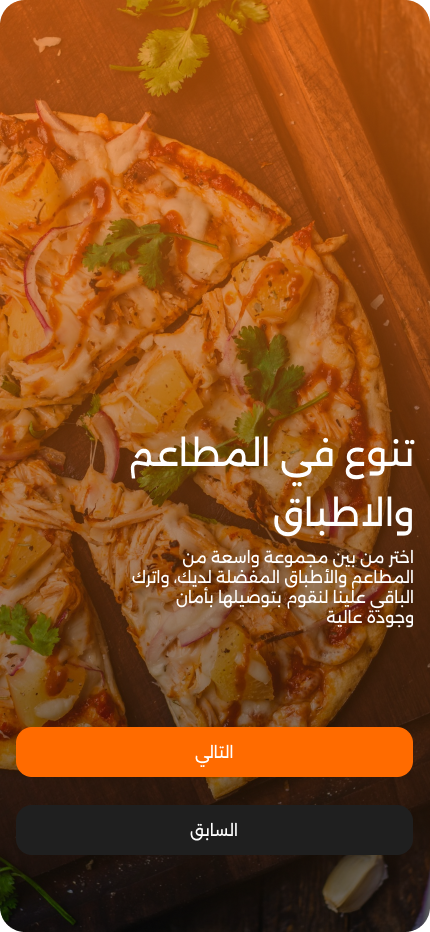 تنوع في المطاعم
والاطباق
اختر من بين مجموعة واسعة من
المطاعم والأطباق المفضلة لديك، واترك
الباقي علينا لنقوم بتوصيلها بأمان
وجودة عالية
التالي
السابق